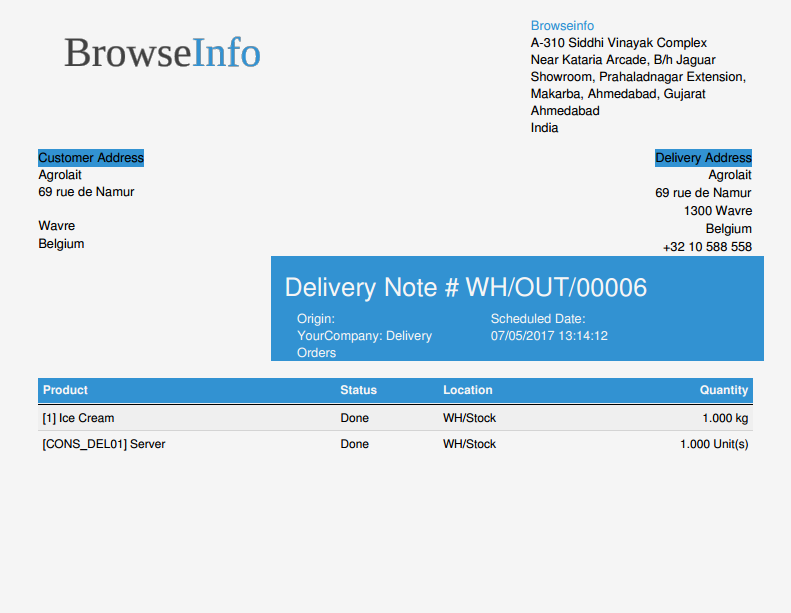 BrowseInfo
Browseinfo
A-310 Siddhi Vinayak Complex
Near Kataria Arcade, B/h Jaguar
Showroom, Prahaladnagar Extension,
Makarba, Ahmedabad, Gujarat
Ahmedabad
India
Customer Address
Agrolait
69 rue de Namur
Wavre
Belgium
Delivery Address
Agrolait
69 rue de Namur
1300 Wavre
Belgium
+32 10 588 558
Delivery Note # WH/OUT/00006
Origin:
YourCompany: Delivery
Orders
Scheduled Date:
07/05/2017 13:14:12
Product Status Location Quantity
[1] Ice Cream Done WH/Stock 1.000 kg
[CONS_DEL01] Server Done WH/Stock 1.000 Unit(s)